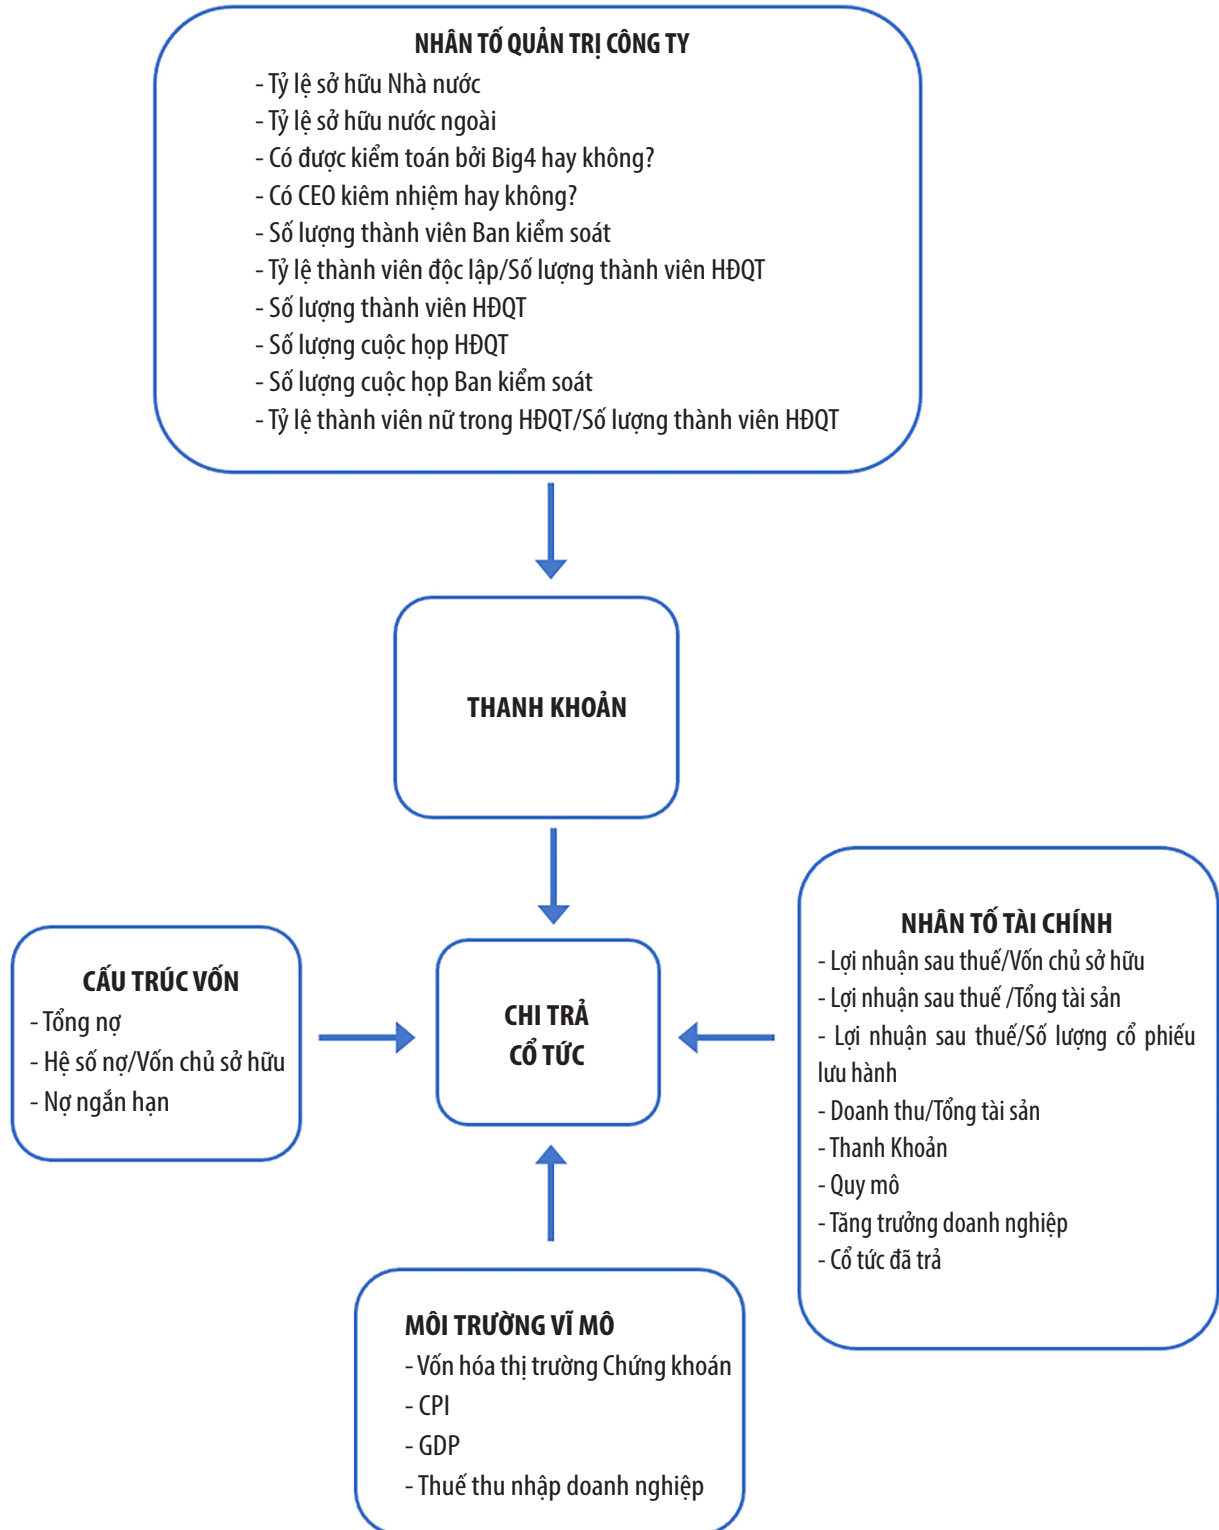 NHÂN TỐ QUẢN TRỊ CÔNG TY
- Tỷ lệ sở hữu Nhà nước
- Tỷ lệ sở hữu nước ngoài
- Có được kiểm toán bởi Big4 hay không?
- Có CEO kiêm nhiệm hay không?
- Số lượng thành viên Ban kiểm soát
- Tỷ lệ thành viên độc lập/Số lượng thành viên HĐQT
- Số lượng thành viên HĐQT
- Số lượng cuộc họp HĐQT
- Số lượng cuộc họp Ban kiểm soát
- Tỷ lệ thành viên nữ trong HĐQT/Số lượng thành viên HĐQT
THANH KHOẢN
CẤU TRÚC VỐN
- Tổng nợ
- Hệ số nợ/Vốn chủ sở hữu
- Nợ ngắn hạn
CHI TRẢ
CỔ TỨC
NHÂN TỐ TÀI CHÍNH
- Lợi nhuận sau thuế/Vốn chủ sở hữu
- Lợi nhuận sau thuế /Tổng tài sản
- Lợi nhuận sau thuế/Số lượng cổ phiếu
lưu hành
- Doanh thu/Tổng tài sản
- Thanh Khoản
- Quy mô
- Tăng trưởng doanh nghiệp
- Cổ tức đã trả
MÔI TRƯỜNG VĨ MÔ
- Vốn hóa thị trường Chứng khoán
- CPI
- GDP
- Thuế thu nhập doanh nghiệp